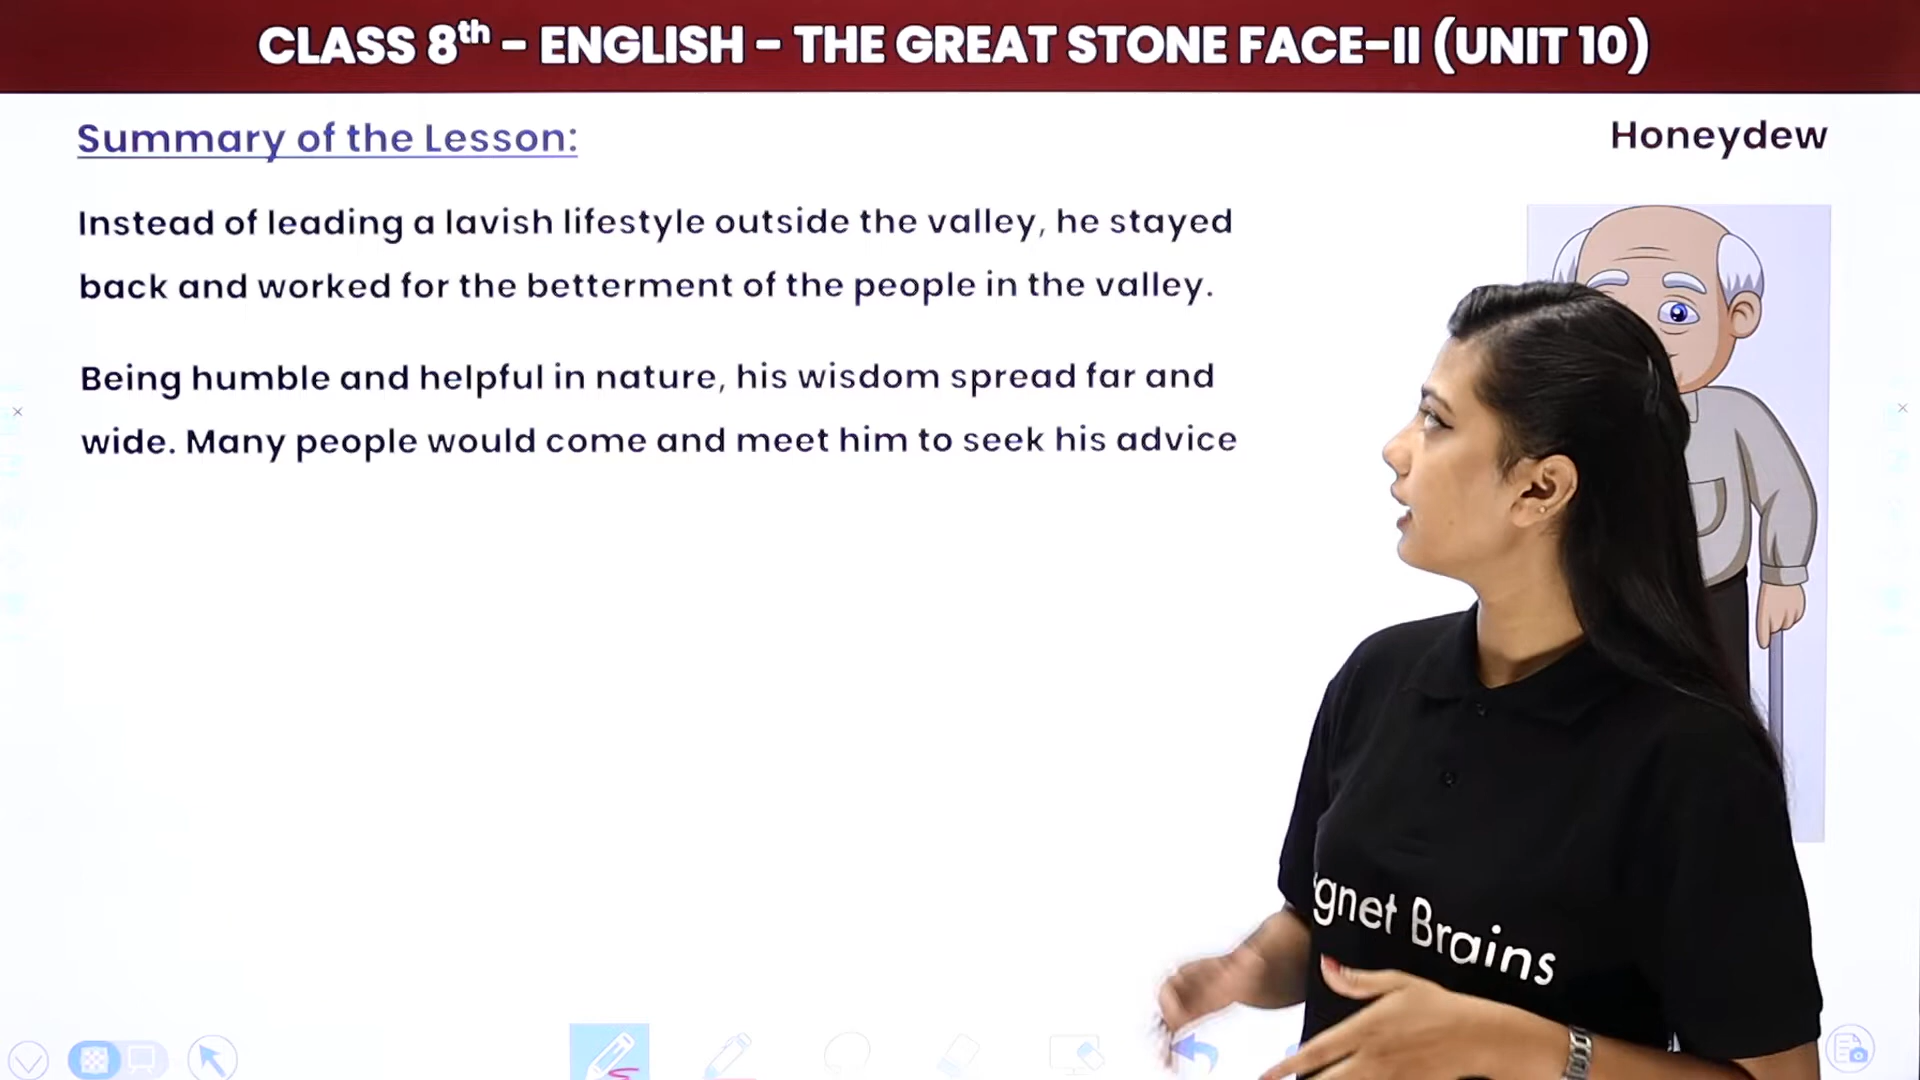 CLASS 8th - ENGLISH - THE GREAT STONE FACE-II (UNIT 10)
Summary of the Lesson:
Honeydew
Instead of leading a lavish lifestyle outside the valley, he stayed
back and worked for the betterment of the people in the valley.
Being humble and helpful in nature, his wisdom spread far and
wide. Many people would come and meet him to seek his advice
gnet Brains